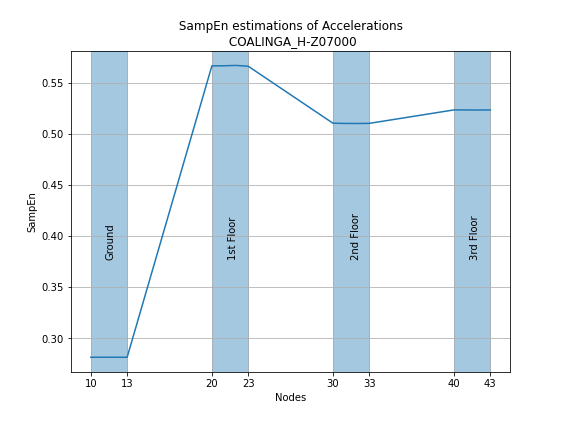 SampEn estimations of Accelerations
COALINGA_H-Z07000
SampEn
0.55
0.50
0.45
0.40
0.35
0.30
Ground
1st Floor
2nd Floor
3rd Floor
10 13 20 23 30 33 40 43
Nodes